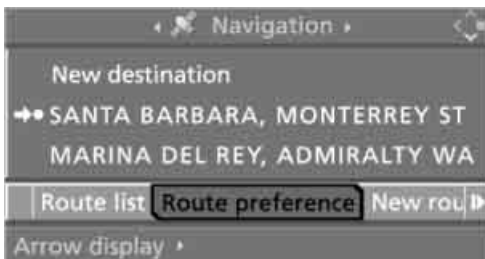 Navigation
New destination
SANTA BARBARA, MONTERREY ST
MARINA DEL REY, ADMIRALTY WA
Route list Route preference New rou
Arrow display